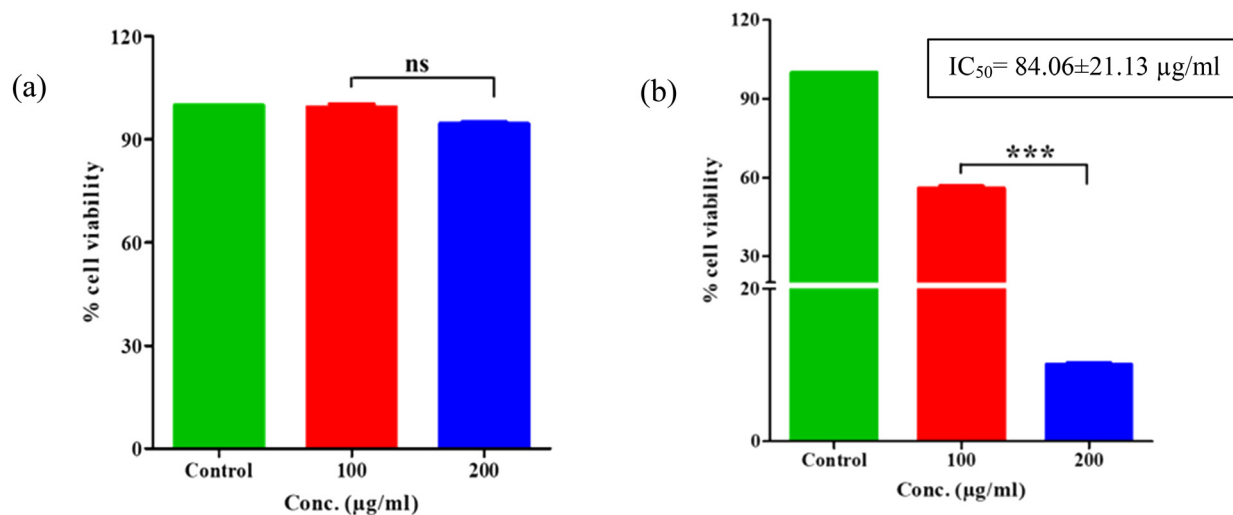 (a)
% cell viability
120
90
60
30
0
ns
Control 100 200
Conc. (µg/ml)
(b)
% cell viability
120
90
60
30
20
0
IC₅₀= 84.06±21.13 µg/ml
***
Control 100 200
Conc. (µg/ml)